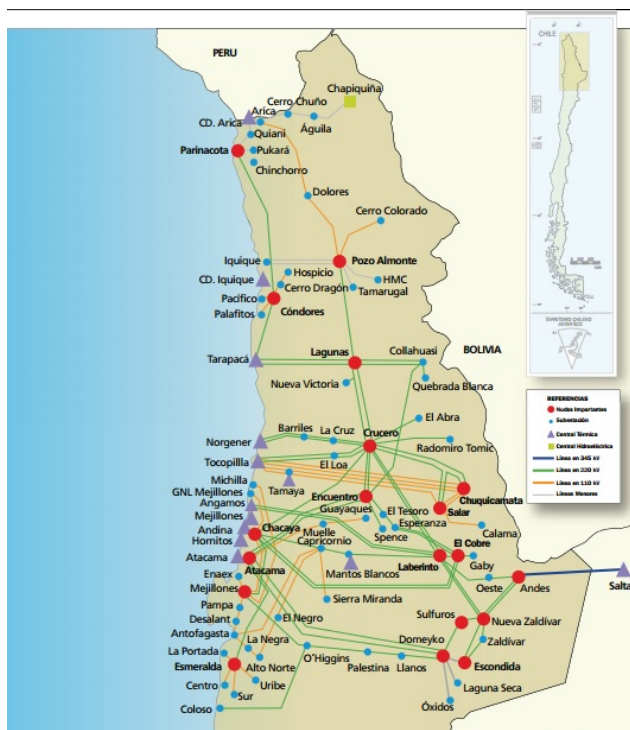 CHILE
PERU
Chapiquiña
Cerro Chuño
Arica
CD. Arica
Águila
Quiani
Parinacota
Pukará
Chinchorro
Dolores
Cerro Colorado
Iquique
Pozo Almonte
Hospicio
CD. Iquique
HMC
Cerro Dragón
Tamarugal
Pacífico
Cóndores
Palafitos
Tarapacá
Lagunas
Collahuasi
BOLIVIA
Nueva Victoria
Quebrada Blanca
El Abra
Barriles
La Cruz
Crucero
Norgener
Radomiro Tomic
Tocopillla
El Loa
Michilla
Tamaya
GNL Mejillones
Encuentro
Chuquicamata
Angamos
Guayaques
El Tesoro
Salar
Mejillones
Esperanza
Andina
Chacaya
Muelle
Spence
Calama
Hornitos
Capricornio
El Cobre
Atacama
Atacama
Mantos Blancos
Laberinto
Gaby
Enaex
Oeste
Andes
Salta
Mejillones
Sierra Miranda
Pampa
Sulfuros
Nueva Zaldívar
Desalant
El Negro
Antofagasta
La Negra
Domeyko
Zaldívar
La Portada
O'Higgins
Esmeralda
Alto Norte
Palestina
Llanos
Escondida
Centro
Uribe
Laguna Seca
Sur
Coloso
Óxidos
REFERENCIAS
Nudos Importantes
Subestación
Central Térmica
Central Hidroeléctrica
Línea en 345 kV
Línea en 220 kV
Línea en 110 kV
Líneas Menores